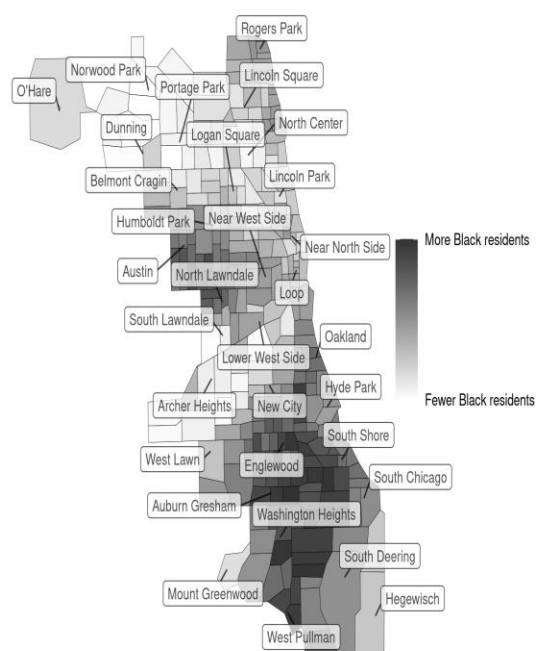 Rogers Park
Norwood Park
Lincoln Square
Portage Park
O'Hare
Dunning
Logan Square
North Center
Belmont Cragin
Lincoln Park
Humboldt Park
Near West Side
More Black residents
Near North Side
Austin
North Lawndale
Loop
South Lawndale
Oakland
Lower West Side
Hyde Park
Archer Heights
New City
Fewer Black residents
South Shore
West Lawn
Englewood
South Chicago
Auburn Gresham
Washington Heights
South Deering
Mount Greenwood
Hegewisch
West Pullman